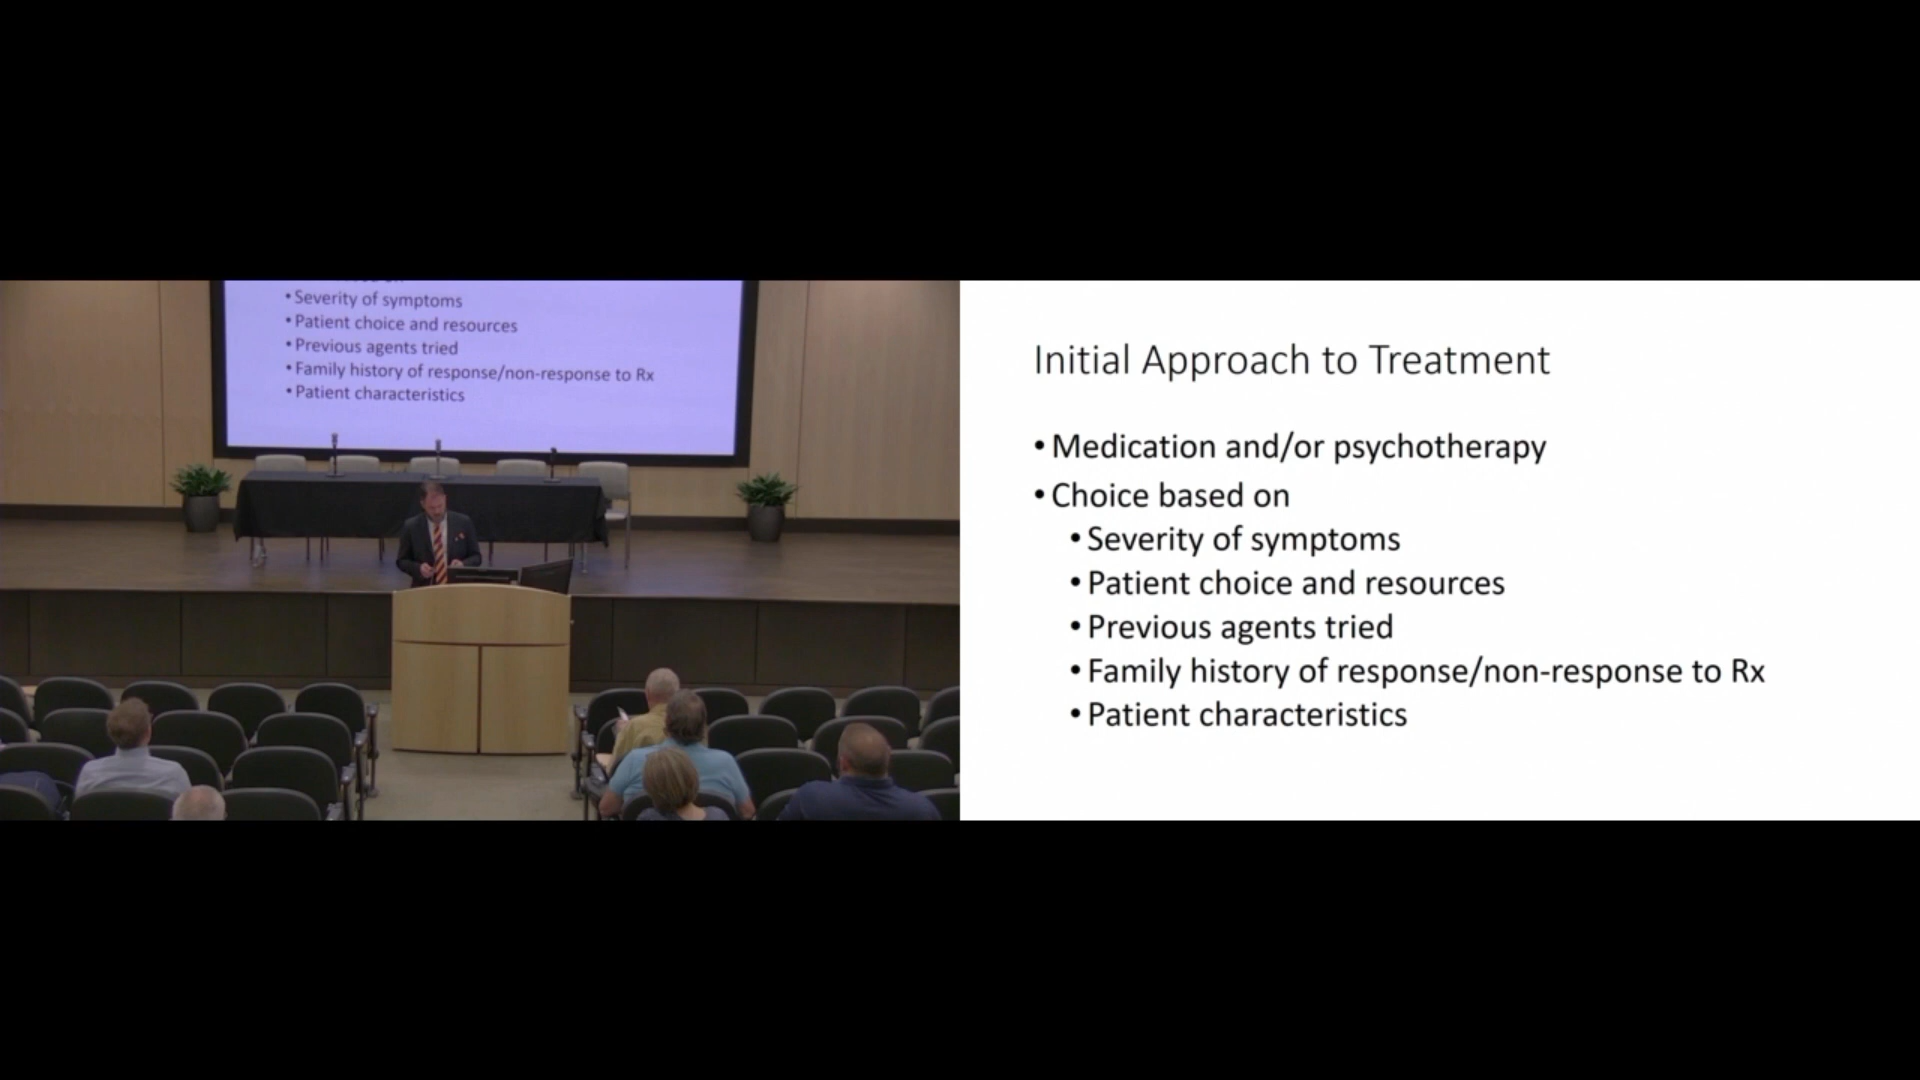 • Severity of symptoms
• Patient choice and resources
• Previous agents tried
• Family history of response/non-response to Rx
• Patient characteristics
Initial Approach to Treatment
• Medication and/or psychotherapy
• Choice based on
• Severity of symptoms
• Patient choice and resources
• Previous agents tried
• Family history of response/non-response to Rx
• Patient characteristics